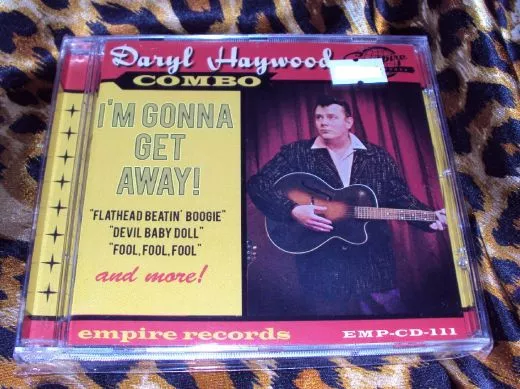 Daryl Haywood
COMBO
Empire
I'M GONNA
GET
AWAY!
"FLATHEAD BEATIN' BOOGIE"
"DEVIL BABY DOLL"
"FOOL, FOOL, FOOL"
and more!
empire records
EMP-CD-111